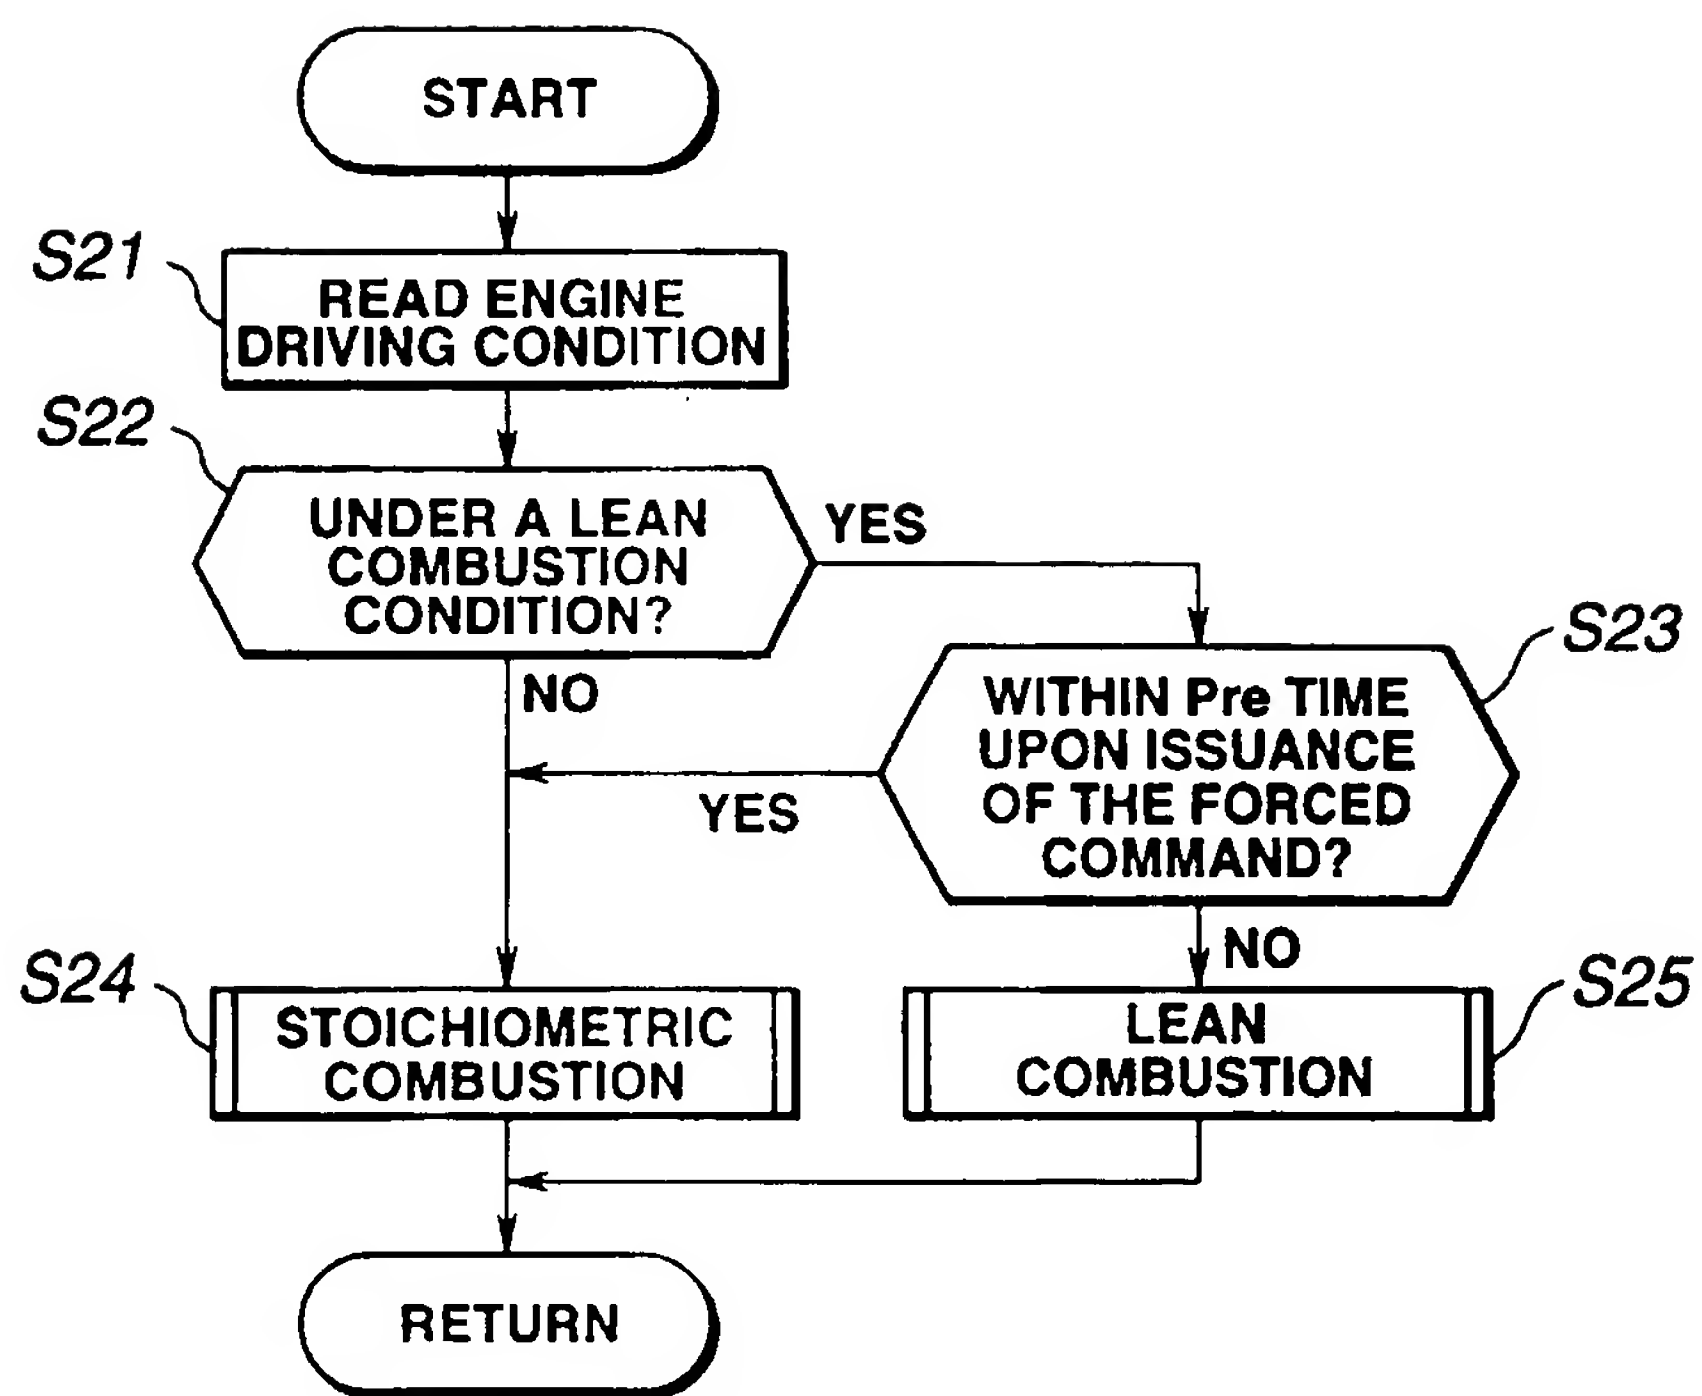 START
S21
READ ENGINE
DRIVING CONDITION
S22
UNDER A LEAN
COMBUSTION
CONDITION?
YES
NO
S23
WITHIN Pre TIME
UPON ISSUANCE
OF THE FORCED
COMMAND?
YES
NO
S24
STOICHIOMETRIC
COMBUSTION
LEAN
COMBUSTION
S25
RETURN